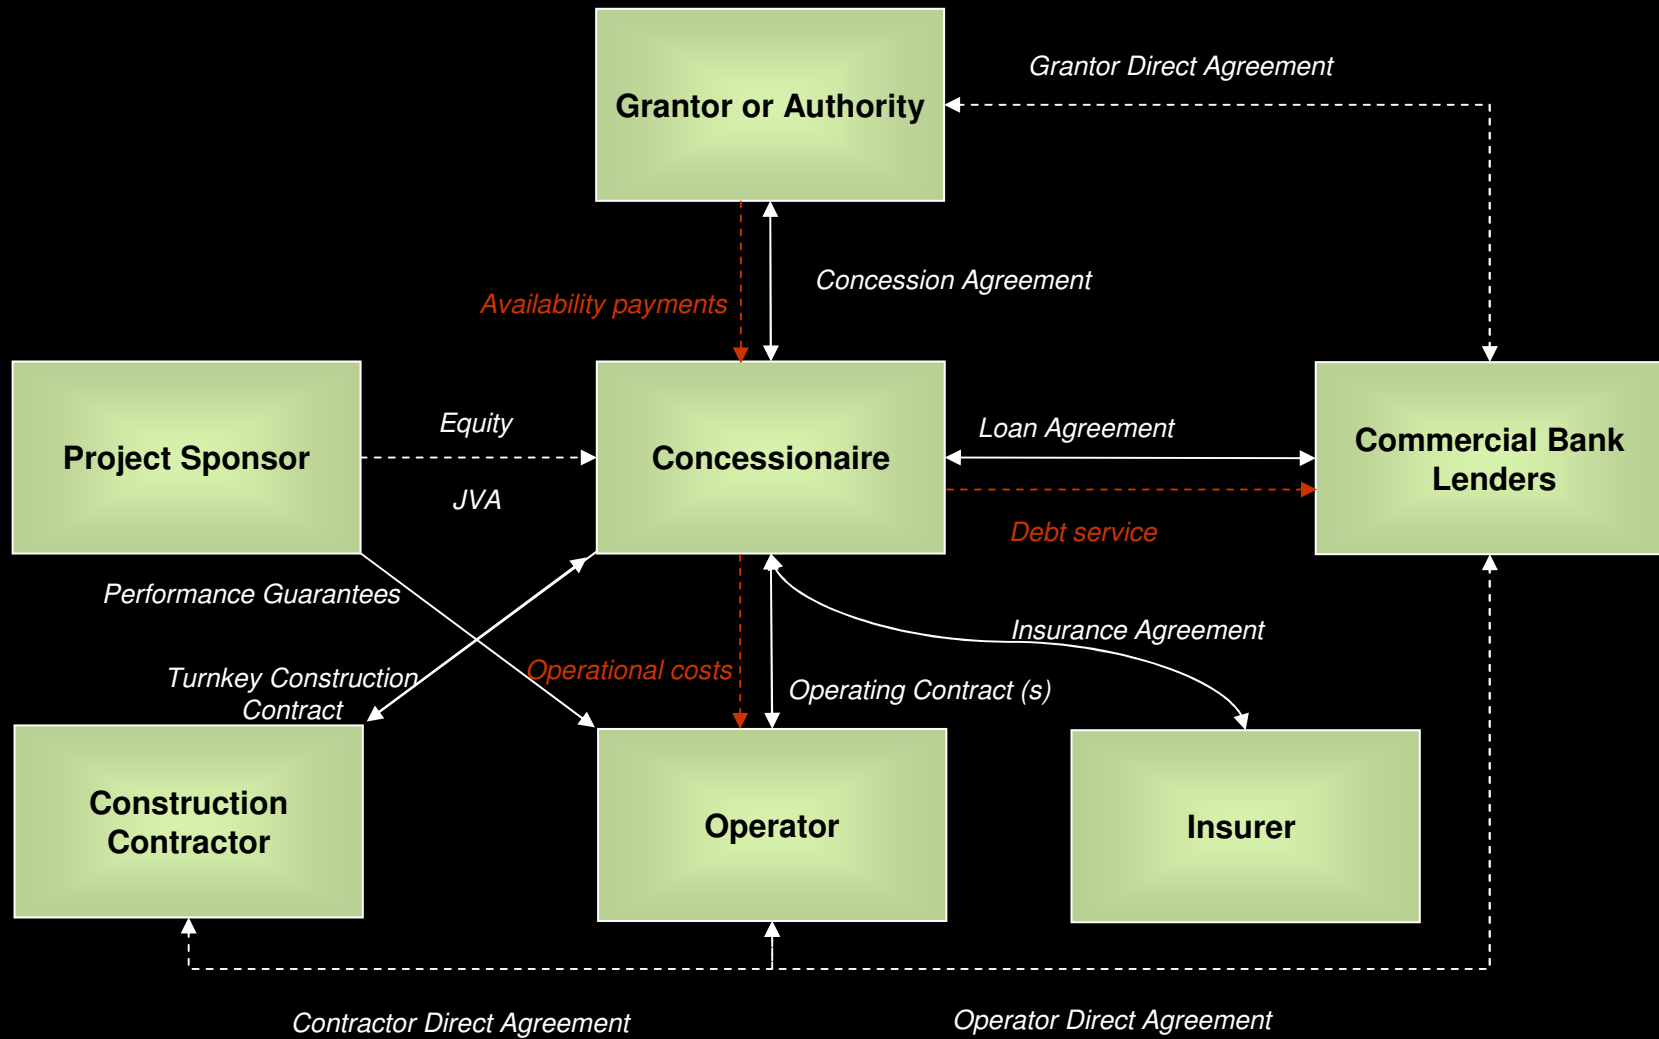 Grantor Direct Agreement
Grantor or Authority
Concession Agreement
Availability payments
Equity
Loan Agreement
Project Sponsor
Concessionaire
Commercial Bank
Lenders
JVA
Debt service
Performance Guarantees
Insurance Agreement
Turnkey Construction
Contract
Operational costs
Operating Contract (s)
Construction
Contractor
Operator
Insurer
Contractor Direct Agreement
Operator Direct Agreement